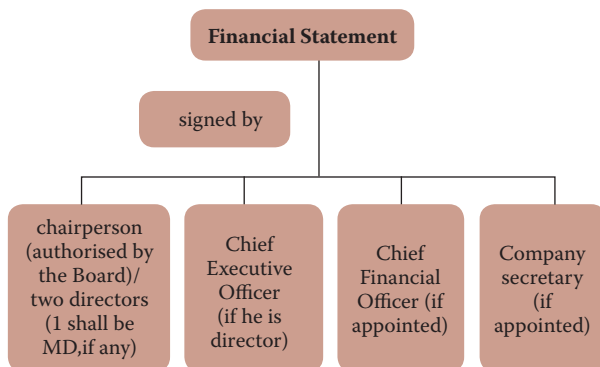 Financial Statement
signed by
chairperson
(authorised by
the Board)/
two directors
(1 shall be
MD,if any)
Chief
Executive
Officer
(if he is
director)
Chief
Financial
Officer (if
appointed)
Company
secretary
(if
appointed)